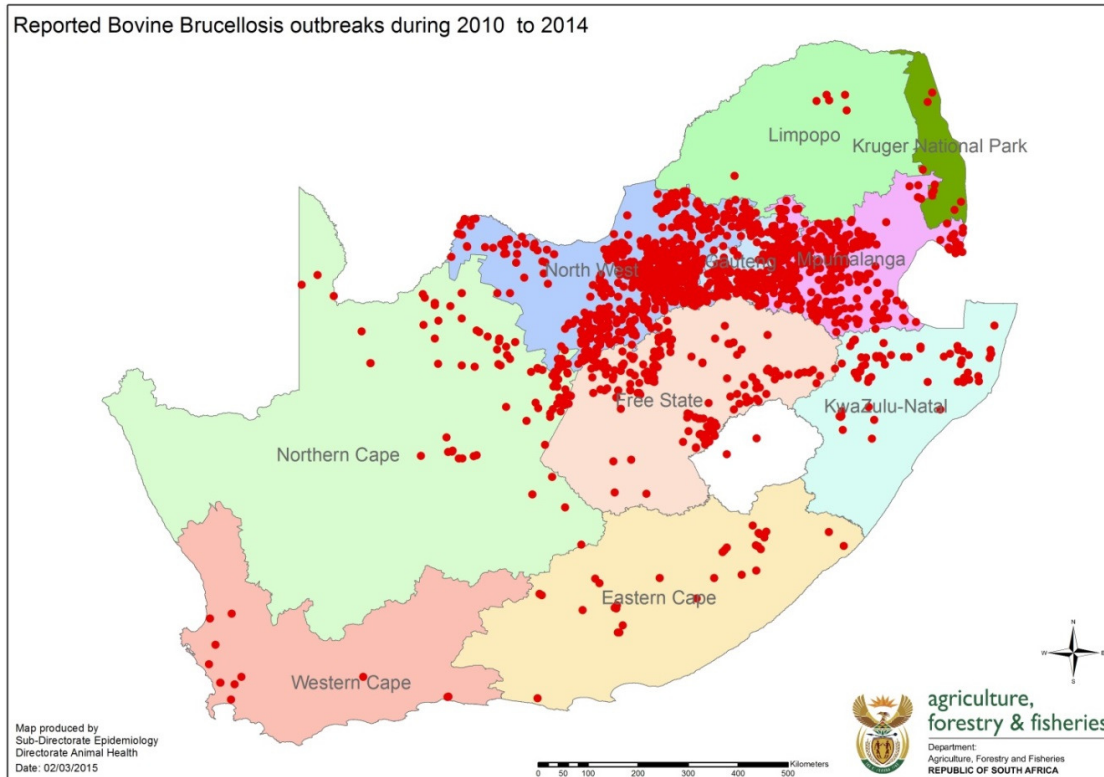 Reported Bovine Brucellosis outbreaks during 2010 to 2014
Limpopo
Kruger National Park
North West
Gauteng
Mpumalanga
Free State
KwaZulu-Natal
Northern Cape
Eastern Cape
Western Cape
N
W
E
S
Map produced by
Sub-Directorate Epidemiology
Directorate Animal Health
Date: 02/03/2015
Kilometers
0 50 100 200 300 400 500
agriculture,
forestry & fisheries
Department:
Agriculture, Forestry and Fisheries
REPUBLIC OF SOUTH AFRICA